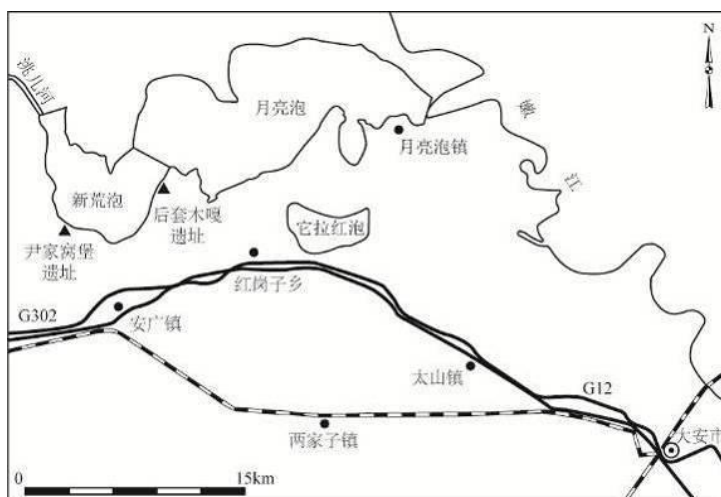 N
洮儿河
月亮泡
月亮泡镇
嫩
江
新荒泡
后套木嘎
遗址
它拉红泡
尹家窝堡
遗址
红岗子乡
G302
安广镇
太山镇
G12
两家子镇
大安市
0
15km